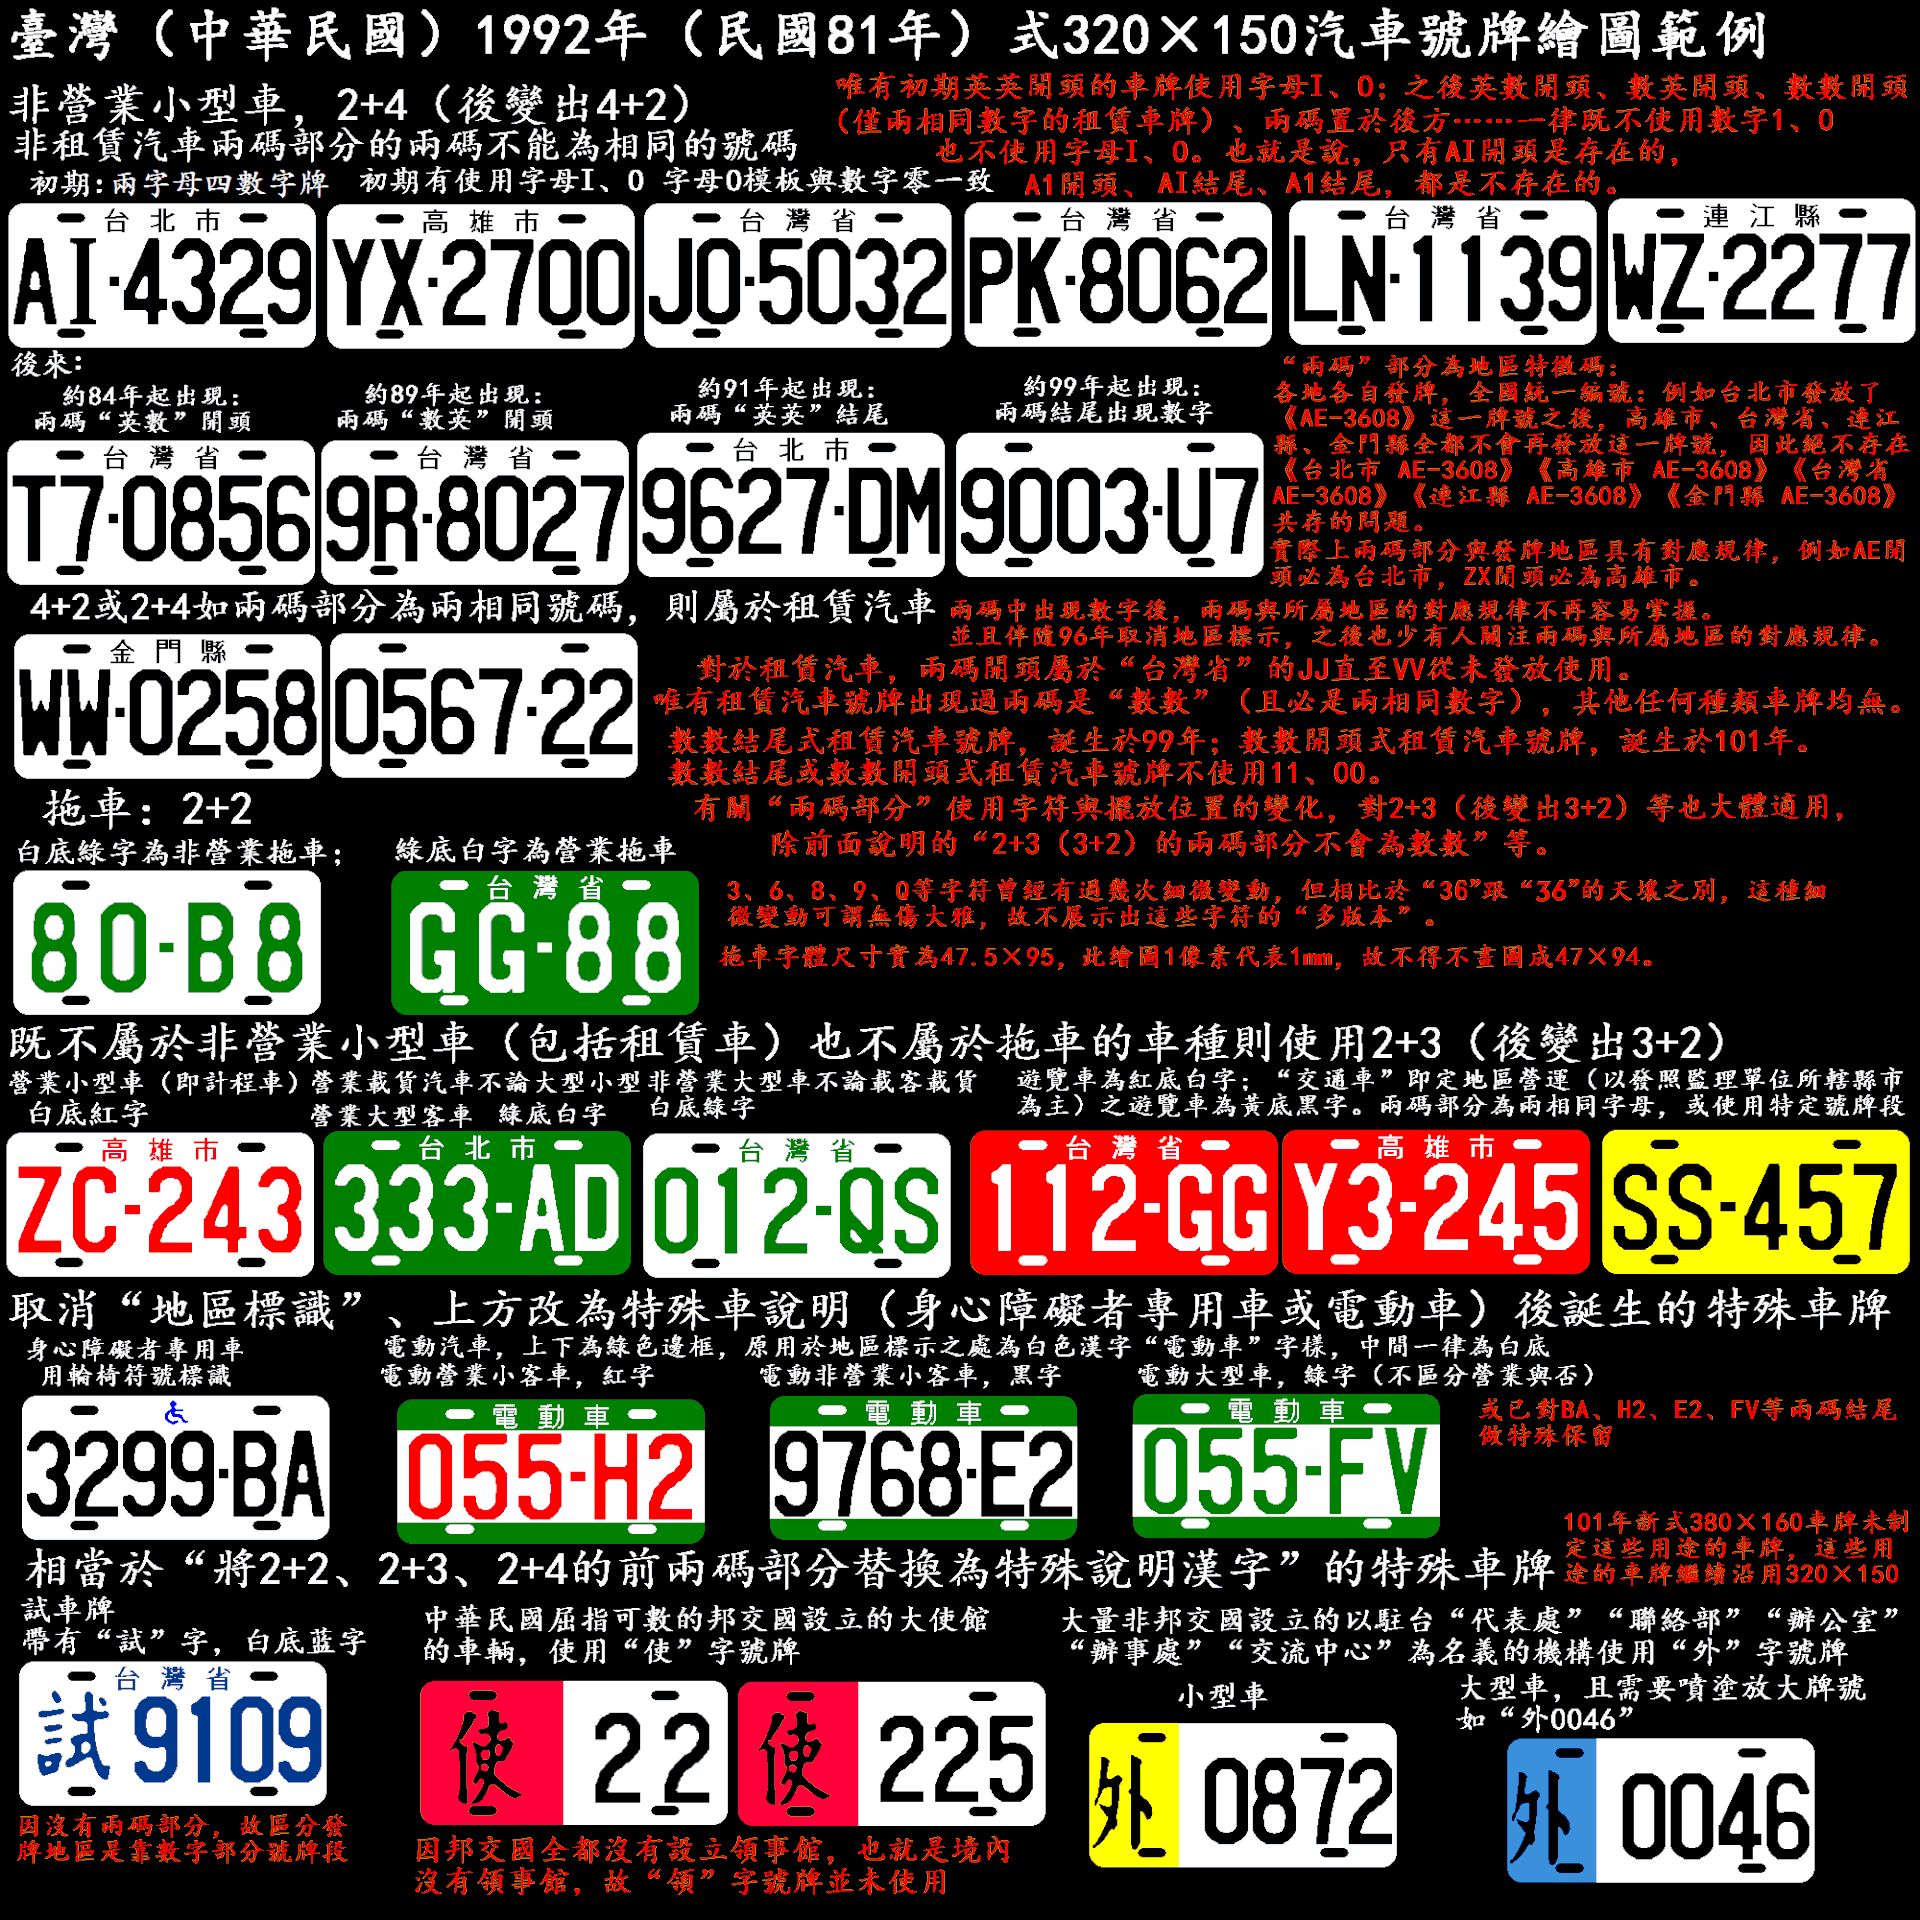 臺灣（中華民國）1992年（民國81年）式320×150汽車號牌繪圖範例
非營業小型車，2+4（後變出4+2）
非租賃汽車兩碼部分的兩碼不能為相同的號碼
唯有初期英英開頭的車牌使用字母I、O；之後英數開頭、數英開頭、數數開頭
(僅兩相同數字的租賃車牌）、兩碼置於後方……一律既不使用數字1、0
也不使用字母I、O。也就是說，只有AI開頭是存在的，
A1開頭、AI結尾、A1結尾，都是不存在的。
初期:兩字母四數字牌
初期有使用字母I、O 字母O模板與數字零一致
台北市
AI·4329
高雄市
YX·2700
台灣省
JO·5032
台灣省
PK·8062
台灣省
LN·1139
連江縣
WZ·2277
後來:
約84年起出現:
兩碼“英數”開頭
約89年起出現:
兩碼“數英”開頭
約91年起出現:
兩碼“英英”結尾
約99年起出現:
兩碼結尾出現數字
台灣省
T7·0856
台灣省
9R·8027
台北市
9627·DM
9003·U7
“兩碼”部分為地區特徵碼:
各地各自發牌，全國統一編號: 例如台北市發放了
《AE-3608》這一牌號之後，高雄市、台灣省、連江
縣、金門縣全都不會再發放這一牌號，因此絕不存在
《台北市 AE-3608》《高雄市 AE-3608》《台灣省
AE-3608》《連江縣 AE-3608》《金門縣 AE-3608》
共存的問題。
實際上兩碼部分與發牌地區具有對應規律，例如AE開
頭必為台北市，ZX開頭必為高雄市。
4+2或2+4如兩碼部分為兩相同號碼，則屬於租賃汽車
兩碼中出現數字後，兩碼與所屬地區的對應規律不再容易掌握。
並且伴隨96年取消地區標示，之後也少有人關注兩碼與所屬地區的對應規律。
金門縣
WW·0258
0567·22
對於租賃汽車，兩碼開頭屬於“台灣省”的JJ直至VV從未發放使用。
唯有租賃汽車號牌出現過兩碼是“數數”（且必是兩相同數字），其他任何種類車牌均無。
數數結尾式租賃汽車號牌，誕生於99年；數數開頭式租賃汽車號牌，誕生於101年。
數數結尾或數數開頭式租賃汽車號牌不使用11、00。
有關“兩碼部分”使用字符與擺放位置的變化，對2+3（後變出3+2）等也大體適用，
除前面說明的“2+3（3+2）的兩碼部分不會為數數”等。
拖車: 2+2
白底綠字為非營業拖車；
綠底白字為營業拖車
80-B8
台灣省
GG-88
3、6、8、9、Q等字符曾經有過幾次細微變動，但相比於“36”跟“36”的天壤之別，這種細
微變動可謂無傷大雅，故不展示出這些字符的“多版本”。
拖車字體尺寸實為47.5×95，此繪圖1像素代表1mm，故不得不畫圖成47×94。
既不屬於非營業小型車（包括租賃車）也不屬於拖車的車種則使用2+3（後變出3+2）
營業小型車（即計程車）
白底紅字
營業載貨汽車不論大型小型
營業大型客車 綠底白字
非營業大型車不論載客載貨
白底綠字
遊覽車為紅底白字；“交通車”即定地區營運（以發照監理單位所轄縣市
為主）之遊覽車為黃底黑字。兩碼部分為兩相同字母，或使用特定號牌段
高雄市
ZC-243
台北市
333-AD
台灣省
012-QS
台灣省
112-GG
高雄市
Y3-245
SS-457
取消“地區標識”、上方改為特殊車說明（身心障礙者專用車或電動車）後誕生的特殊車牌
身心障礙者專用車
用輪椅符號標識
電動汽車，上下為綠色邊框，原用於地區標示之處為白色漢字“電動車”字樣，中間一律為白底
電動營業小客車，紅字
電動非營業小客車，黑字
電動大型車，綠字（不區分營業與否）
3299·BA
電動車
055-H2
電動車
9768·E2
電動車
055-FV
或已對BA、H2、E2、FV等兩碼結尾
做特殊保留
101年新式380×160車牌未制
定這些用途的車牌，這些用
途的車牌繼續沿用320×150
相當於“將2+2、2+3、2+4的前兩碼部分替換為特殊說明漢字”的特殊車牌
試車牌
帶有“試”字，白底蓝字
中華民國屈指可數的邦交國設立的大使館
的車輛，使用“使”字號牌
大量非邦交國設立的以駐台“代表處”“聯絡部”“辦公室”
“辦事處”“交流中心”為名義的機構使用“外”字號牌
小型車
大型車，且需要噴塗放大牌號
如“外0046”
台灣省
試9109
使 22
使 225
外 0872
外 0046
因沒有兩碼部分，故區分發
牌地區是靠數字部分號牌段
因邦交國全都沒有設立領事館，也就是境內
沒有領事館，故“領”字號牌並未使用